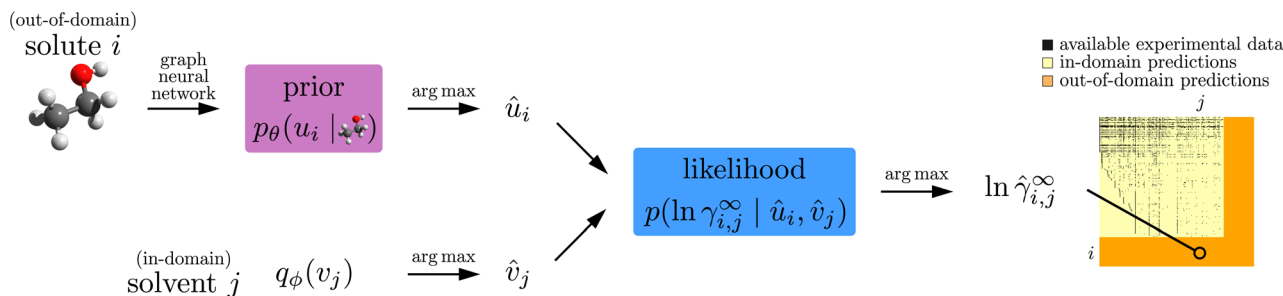 (out-of-domain)
solute i
graph
neural
network
prior
p_θ(u_i | )
arg max
û_i
(in-domain)
solvent j
q_ϕ(v_j)
arg max
v̂_j
likelihood
p(ln γ^∞_{i,j} | û_i, v̂_j)
arg max
ln γ̂^∞_{i,j}
available experimental data
in-domain predictions
out-of-domain predictions
j
i